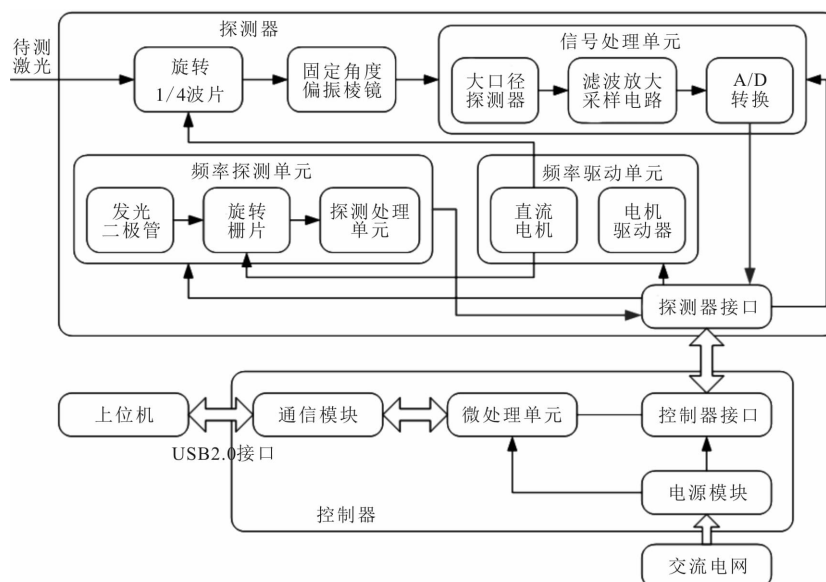 探测器
待测
激光
旋转
1/4波片
固定角度
偏振棱镜
信号处理单元
大口径
探测器
滤波放大
采样电路
A/D
转换
频率探测单元
发光
二极管
旋转
栅片
探测处理
单元
频率驱动单元
直流
电机
电机
驱动器
探测器接口
上位机
USB2.0接口
通信模块
微处理单元
控制器接口
电源模块
控制器
交流电网